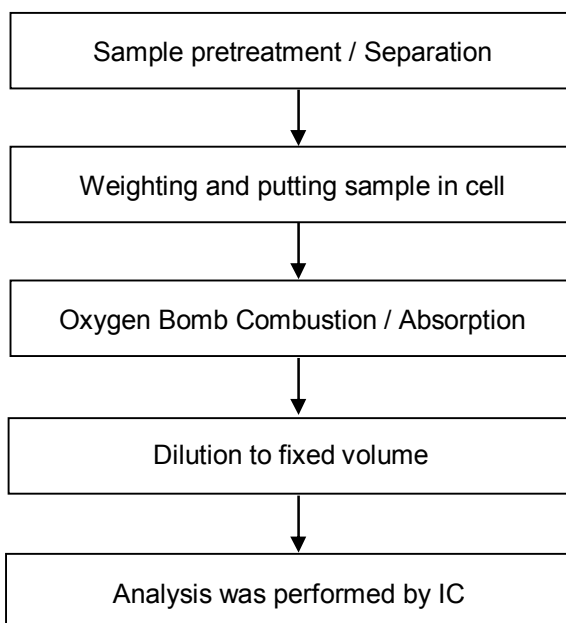 Sample pretreatment / Separation
Weighting and putting sample in cell
Oxygen Bomb Combustion / Absorption
Dilution to fixed volume
Analysis was performed by IC